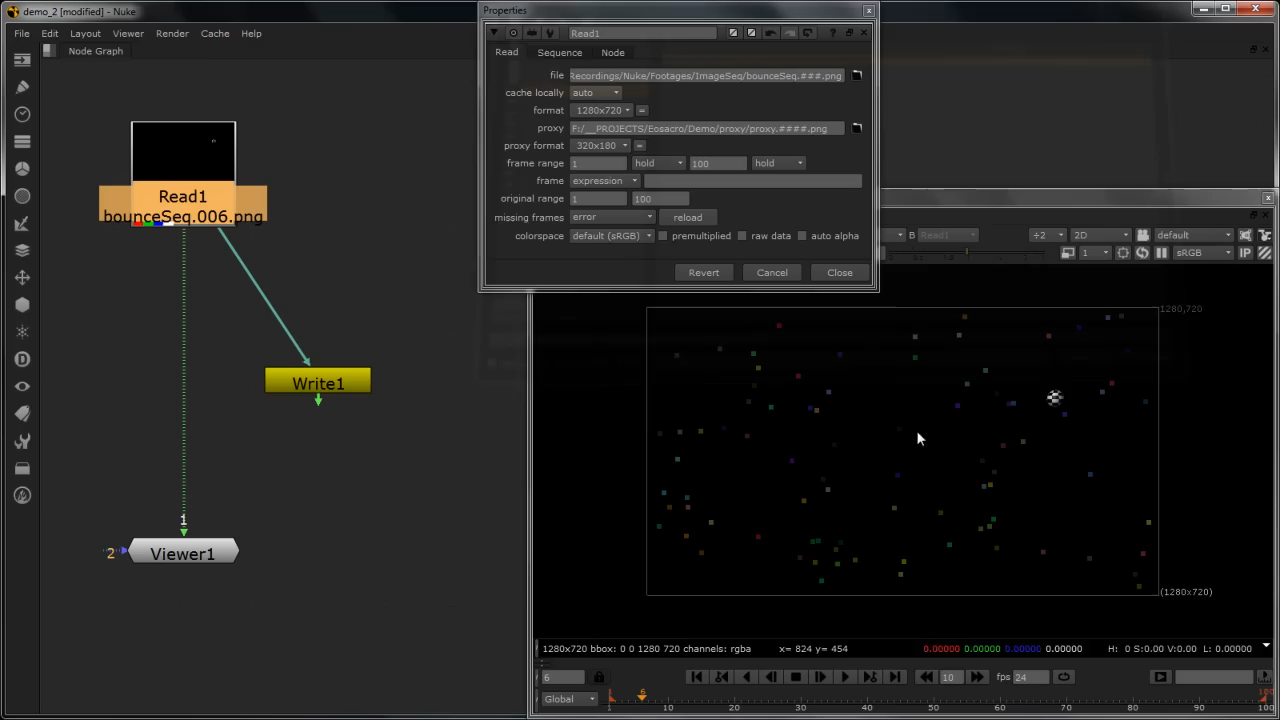 demo_2 [modified] - Nuke
File Edit Layout Viewer Render Cache Help
Node Graph
Read1
bounceSeq.006.png
Write1
1
2
Viewer1
Properties
Read1
Read Sequence Node
file Recordings/Nuke/Footages/ImageSeq/bounceSeq.###.png
cache locally auto
format 1280x720 =
proxy F:/__PROJECTS/Eosacro/Demo/proxy/proxy.####.png
proxy format 320x180 =
frame range 1 hold 100 hold
frame expression
original range 1 100
missing frames error reload
colorspace default (sRGB) premultiplied raw data auto alpha
Revert Cancel Close
B Read1 ÷2 2D default
1 sRGB IP
1280,720
(1280x720)
1280x720 bbox: 0 0 1280 720 channels: rgba x= 824 y= 454 0.00000 0.00000 0.00000 0.00000 H: 0 S:0.00 V:0.00 L: 0.00000
6 10 fps 24
Global 1 6 10 20 30 40 50 60 70 80 90 100 100